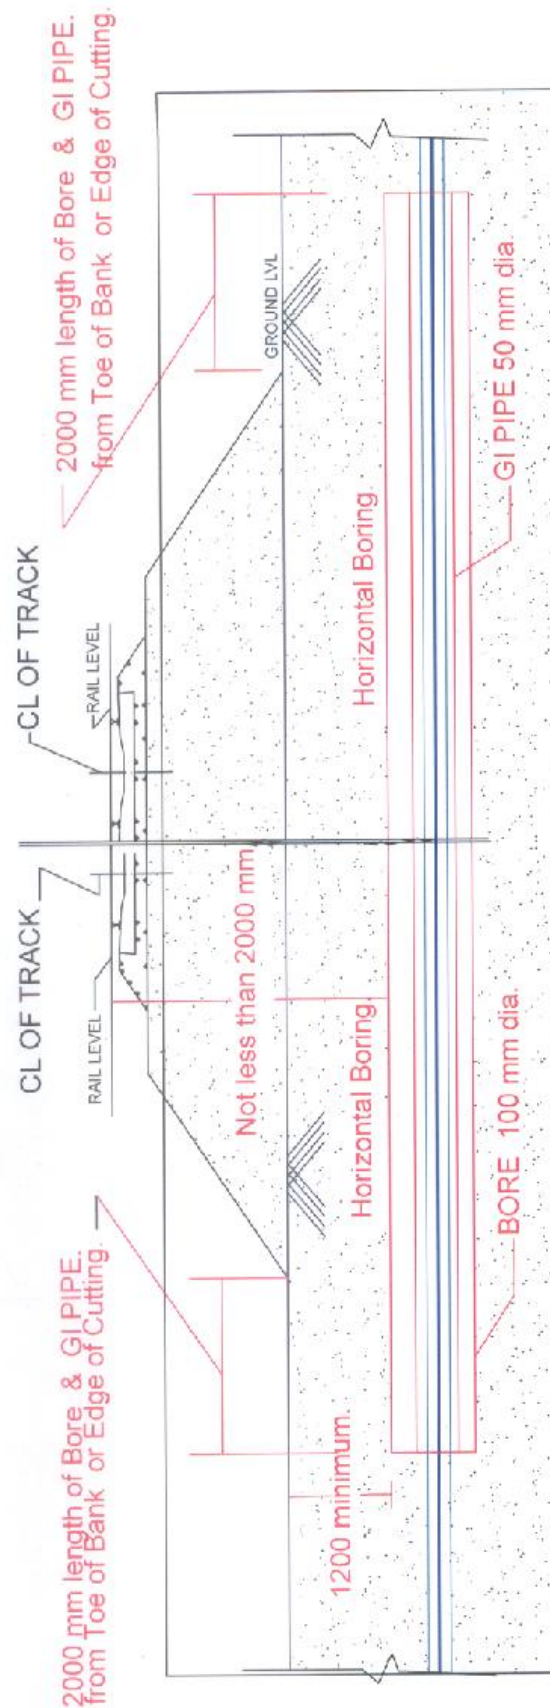 2000 mm length of Bore & GI PIPE.
from Toe of Bank or Edge of Cutting.
CL OF TRACK
CL OF TRACK
2000 mm length of Bore & GI PIPE.
from Toe of Bank or Edge of Cutting.
RAIL LEVEL
RAIL LEVEL
GROUND LVL
Not less than 2000 mm
1200 minimum.
Horizontal Boring.
Horizontal Boring.
BORE 100 mm dia.
GI PIPE 50 mm dia.